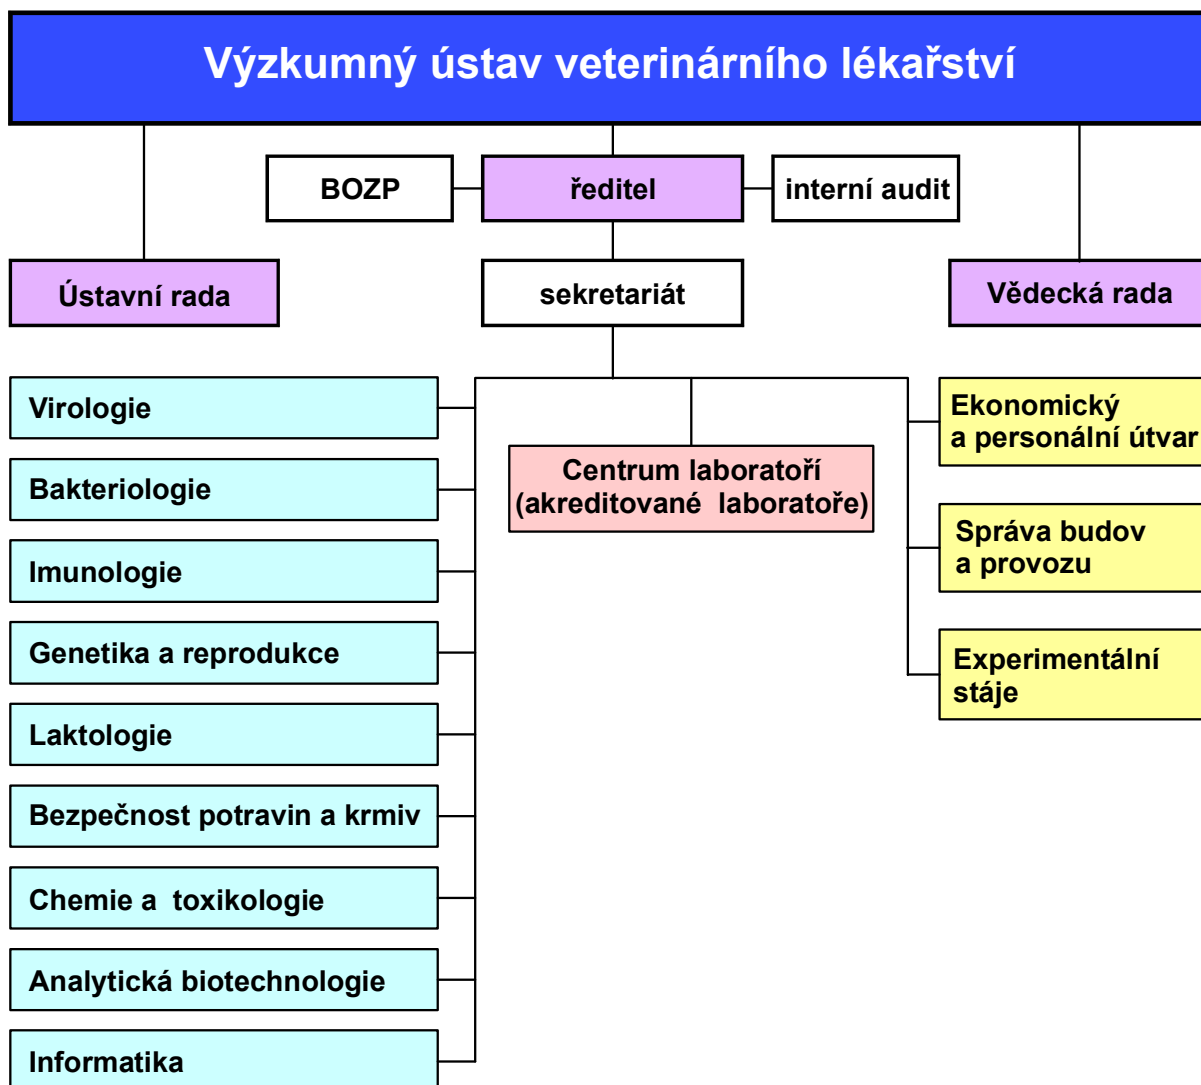 Výzkumný ústav veterinárního lékařství
BOZP
ředitel
interní audit
Ústavní rada
sekretariát
Vědecká rada
Virologie
Bakteriologie
Imunologie
Genetika a reprodukce
Laktologie
Bezpečnost potravin a krmiv
Chemie a  toxikologie
Analytická biotechnologie
Informatika
Centrum laboratoří
(akreditované  laboratoře)
Ekonomický
a personální útvar
Správa budov
a provozu
Experimentální
stáje